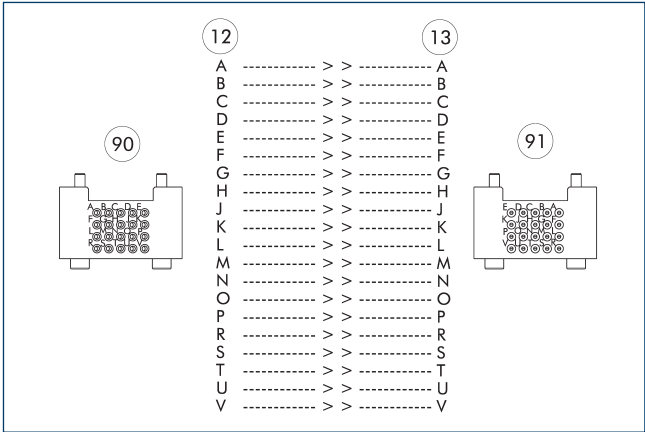 12 13
A ------------ > > ------------ A
B ------------ > > ------------ B
C ------------ > > ------------ C
D ------------ > > ------------ D
E ------------ > > ------------ E
F ------------ > > ------------ F
G ------------ > > ------------ G
H ------------ > > ------------ H
J ------------ > > ------------ J
K ------------ > > ------------ K
L ------------ > > ------------ L
M ------------ > > ------------ M
N ------------ > > ------------ N
O ------------ > > ------------ O
P ------------ > > ------------ P
R ------------ > > ------------ R
S ------------ > > ------------ S
T ------------ > > ------------ T
U ------------ > > ------------ U
V ------------ > > ------------ V
90
A B C D E
F
R
91
E D C B A
K
P
V